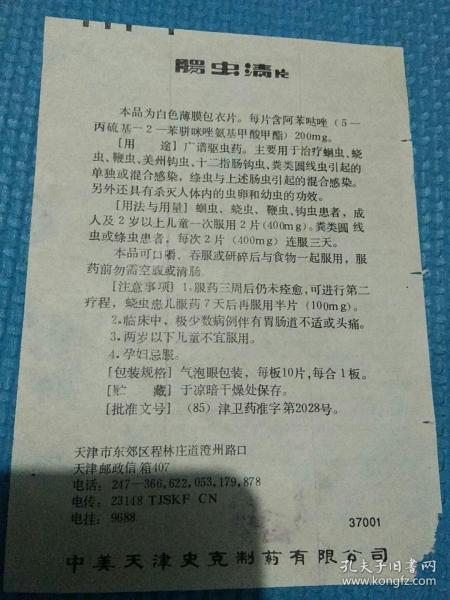 腸虫清片
本品为白色薄膜包衣片。每片含阿苯哒唑（5—
丙硫基—2—苯骈咪唑氨基甲酸甲酯）200mg。
[用　途] 广谱驱虫药。主要用于治疗蛔虫、蛲
虫、鞭虫、美州钩虫、十二指肠钩虫、粪类圆线虫引起的
单独或混合感染，绦虫与上述肠虫引起的混合感染。
另外还具有杀灭人体内的虫卵和幼虫的功效。
[用法与用量] 蛔虫、蛲虫、鞭虫、钩虫患者，成
人及2岁以上儿童一次服用2片(400mg)。粪类圆线
虫或绦虫患者，每次2片（400mg）连服三天。
本品可口嚼、吞服或研碎后与食物一起服用，服
药前勿需空腹或清肠。
[注意事项] 1.服药三周后仍未痊愈，可进行第二
疗程，蛲虫患儿服药7天后再服用半片（100mg）。
2.临床中，极少数病例伴有胃肠道不适或头痛。
3.两岁以下儿童不宜服用。
4.孕妇忌服。
[包装规格] 气泡眼包装，每板10片，每合1板。
[贮　藏] 于凉暗干燥处保存。
[批准文号] （85）津卫药准字第2028号。
天津市东郊区程林庄道澄州路口
天津邮政信箱407
电话：247—366,622,053,179,878
电传：23148 TJSKF CN
电挂：9688
37001
中美天津史克制药有限公司
孔夫子旧书网
www.kongfz.com